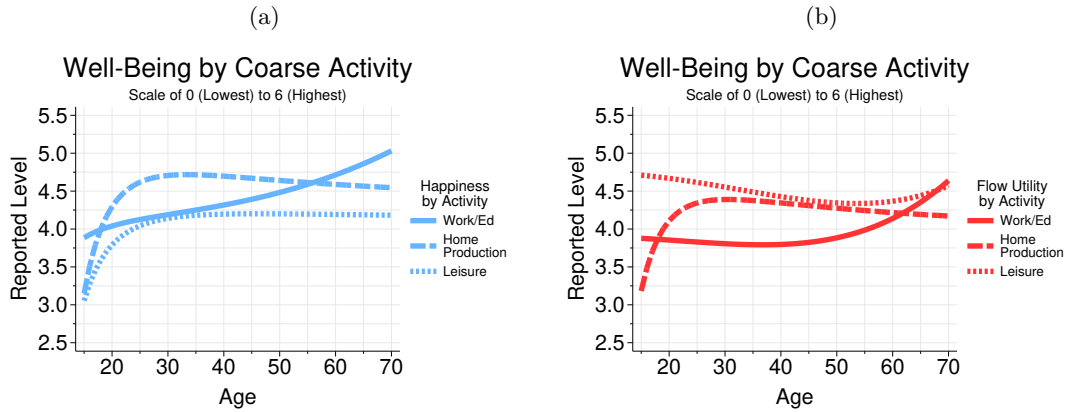 (a)
Well-Being by Coarse Activity
Scale of 0 (Lowest) to 6 (Highest)
Reported Level
5.5
5.0
4.5
4.0
3.5
3.0
2.5
20 30 40 50 60 70
Age
Happiness
by Activity
Work/Ed
Home
Production
Leisure
(b)
Well-Being by Coarse Activity
Scale of 0 (Lowest) to 6 (Highest)
Reported Level
5.5
5.0
4.5
4.0
3.5
3.0
2.5
20 30 40 50 60 70
Age
Flow Utility
by Activity
Work/Ed
Home
Production
Leisure